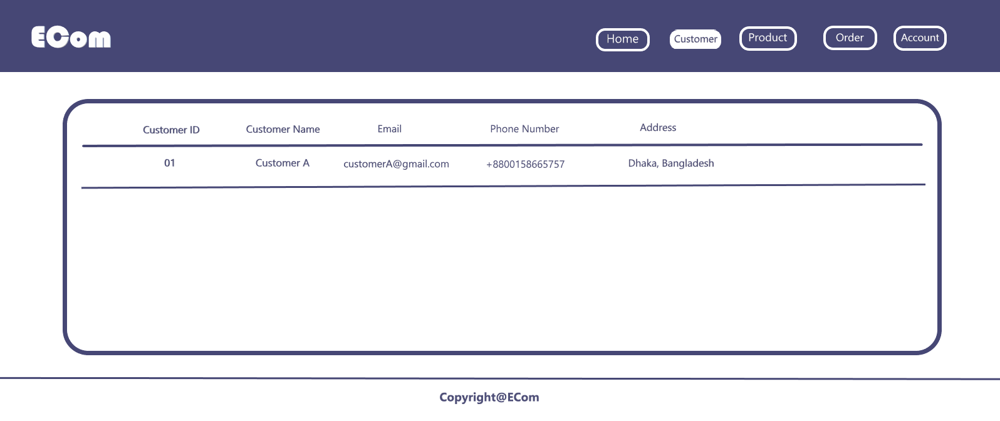 ECom Home Customer Product Order Account
Customer ID Customer Name Email Phone Number Address
01 Customer A customerA@gmail.com +8800158665757 Dhaka, Bangladesh
Copyright@ECom